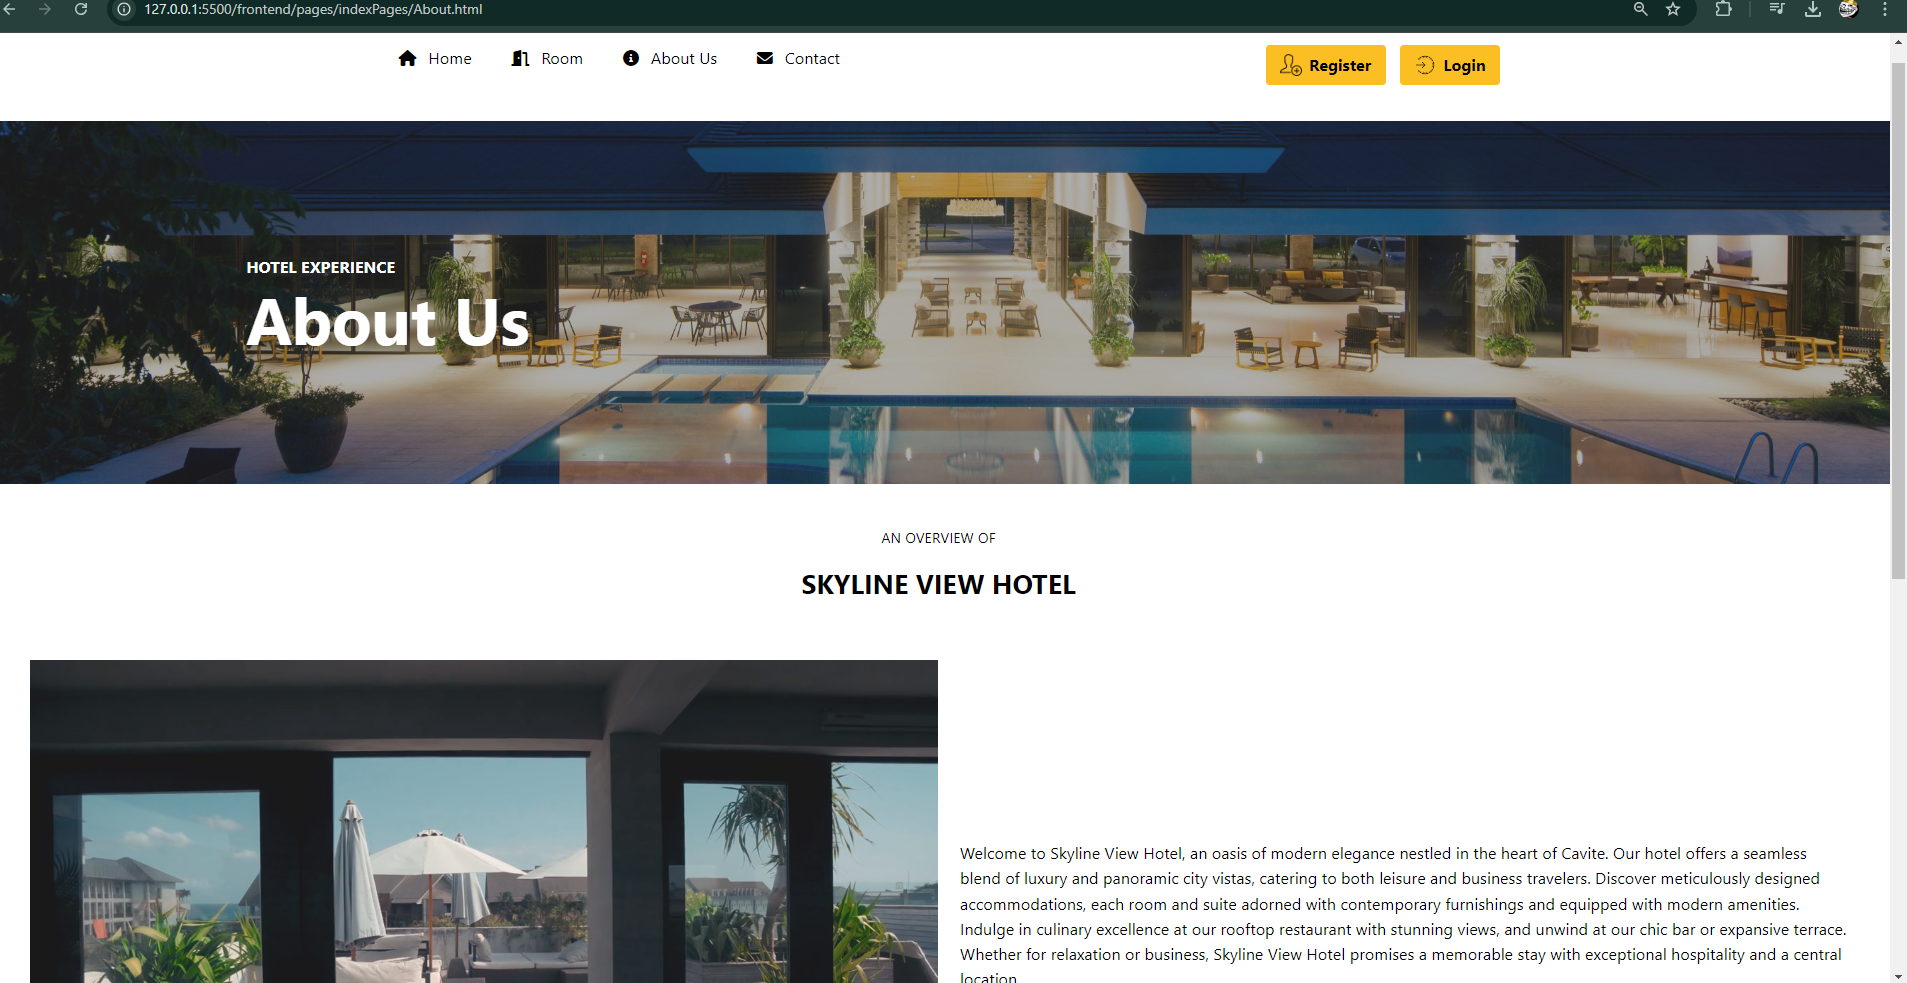 127.0.0.1:5500/frontend/pages/indexPages/About.html
Home Room About Us Contact Register Login
HOTEL EXPERIENCE
About Us
AN OVERVIEW OF
SKYLINE VIEW HOTEL
Welcome to Skyline View Hotel, an oasis of modern elegance nestled in the heart of Cavite. Our hotel offers a seamless
blend of luxury and panoramic city vistas, catering to both leisure and business travelers. Discover meticulously designed
accommodations, each room and suite adorned with contemporary furnishings and equipped with modern amenities.
Indulge in culinary excellence at our rooftop restaurant with stunning views, and unwind at our chic bar or expansive terrace.
Whether for relaxation or business, Skyline View Hotel promises a memorable stay with exceptional hospitality and a central
location.